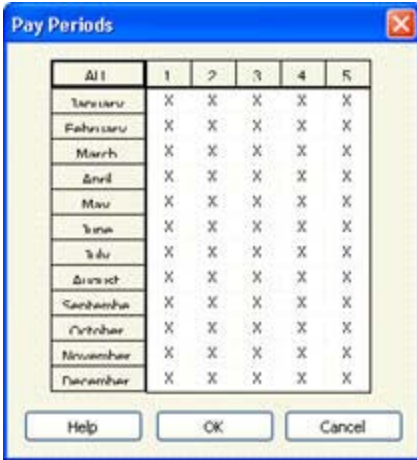 Pay Periods
All 1 2 3 4 5
January X X X X X
February X X X X X
March X X X X X
April X X X X X
May X X X X X
June X X X X X
July X X X X X
August X X X X X
Septembe X X X X X
October X X X X X
November X X X X X
December X X X X X
Help OK Cancel